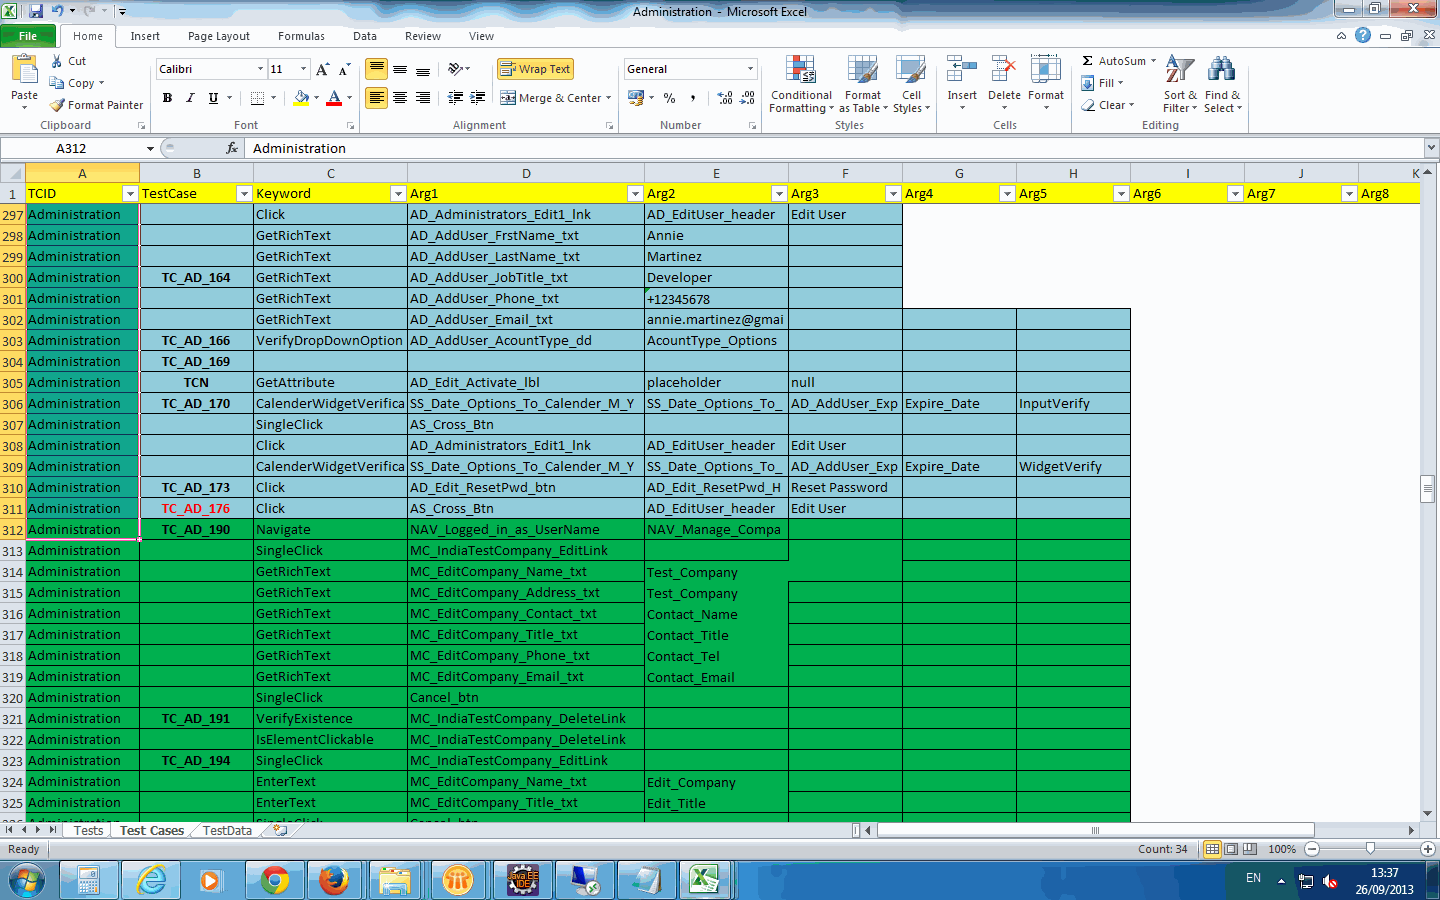 Administration - Microsoft Excel
File Home Insert Page Layout Formulas Data Review View
Paste Cut Copy Format Painter
Calibri 11 B I U
Wrap Text Merge & Center
General % ,
Conditional Formatting Format as Table Cell Styles
Insert Delete Format
AutoSum Fill Clear Sort & Filter Find & Select
Clipboard Font Alignment Number Styles Cells Editing
A312 fx Administration
A B C D E F G H I J K
1 TCID TestCase Keyword Arg1 Arg2 Arg3 Arg4 Arg5 Arg6 Arg7 Arg8
297 Administration Click AD_Administrators_Edit1_lnk AD_EditUser_header Edit User
298 Administration GetRichText AD_AddUser_FrstName_txt Annie
299 Administration GetRichText AD_AddUser_LastName_txt Martinez
300 Administration TC_AD_164 GetRichText AD_AddUser_JobTitle_txt Developer
301 Administration GetRichText AD_AddUser_Phone_txt +12345678
302 Administration GetRichText AD_AddUser_Email_txt annie.martinez@gmai
303 Administration TC_AD_166 VerifyDropDownOption AD_AddUser_AcountType_dd AcountType_Options
304 Administration TC_AD_169
305 Administration TCN GetAttribute AD_Edit_Activate_lbl placeholder null
306 Administration TC_AD_170 CalenderWidgetVerifica SS_Date_Options_To_Calender_M_Y SS_Date_Options_To_ AD_AddUser_Exp Expire_Date InputVerify
307 Administration SingleClick AS_Cross_Btn
308 Administration Click AD_Administrators_Edit1_lnk AD_EditUser_header Edit User
309 Administration CalenderWidgetVerifica SS_Date_Options_To_Calender_M_Y SS_Date_Options_To_ AD_AddUser_Exp Expire_Date WidgetVerify
310 Administration TC_AD_173 Click AD_Edit_ResetPwd_btn AD_Edit_ResetPwd_H Reset Password
311 Administration TC_AD_176 Click AS_Cross_Btn AD_EditUser_header Edit User
312 Administration TC_AD_190 Navigate NAV_Logged_in_as_UserName NAV_Manage_Compa
313 Administration SingleClick MC_IndiaTestCompany_EditLink
314 Administration GetRichText MC_EditCompany_Name_txt Test_Company
315 Administration GetRichText MC_EditCompany_Address_txt Test_Company
316 Administration GetRichText MC_EditCompany_Contact_txt Contact_Name
317 Administration GetRichText MC_EditCompany_Title_txt Contact_Title
318 Administration GetRichText MC_EditCompany_Phone_txt Contact_Tel
319 Administration GetRichText MC_EditCompany_Email_txt Contact_Email
320 Administration SingleClick Cancel_btn
321 Administration TC_AD_191 VerifyExistence MC_IndiaTestCompany_DeleteLink
322 Administration IsElementClickable MC_IndiaTestCompany_DeleteLink
323 Administration TC_AD_194 SingleClick MC_IndiaTestCompany_EditLink
324 Administration EnterText MC_EditCompany_Name_txt Edit_Company
325 Administration EnterText MC_EditCompany_Title_txt Edit_Title
Tests Test Cases TestData
Ready Count: 34 100%
Java EE IDE EN 13:37
26/09/2013